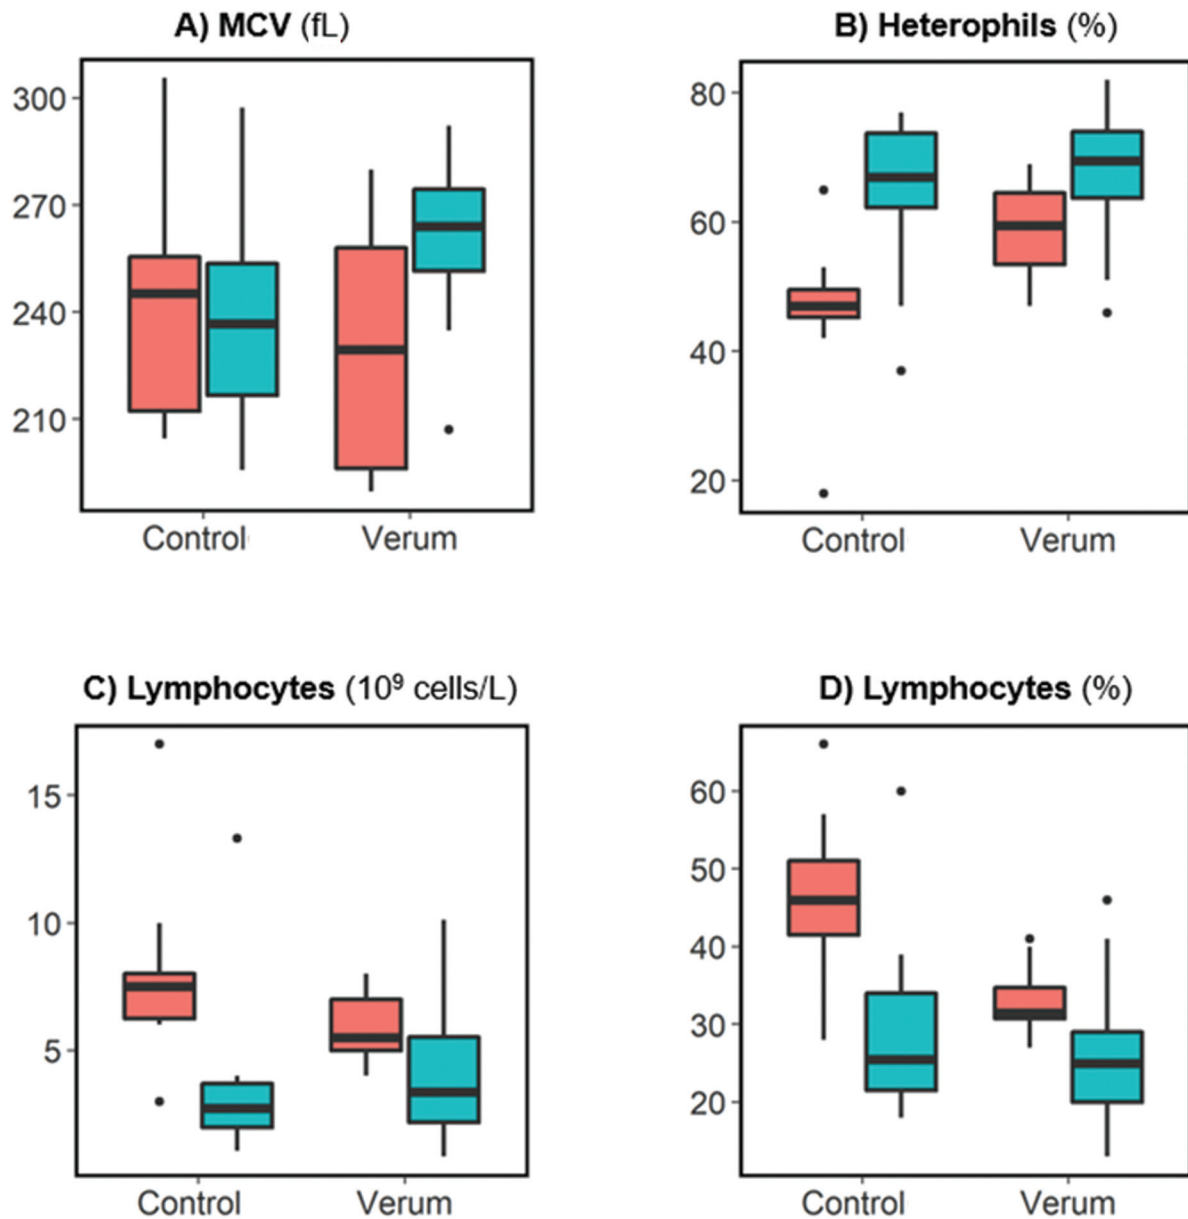 A) MCV (fL)
300
270
240
210
Control
Verum
B) Heterophils (%)
80
60
40
20
Control
Verum
C) Lymphocytes (10⁹ cells/L)
15
10
5
Control
Verum
D) Lymphocytes (%)
60
50
40
30
20
Control
Verum